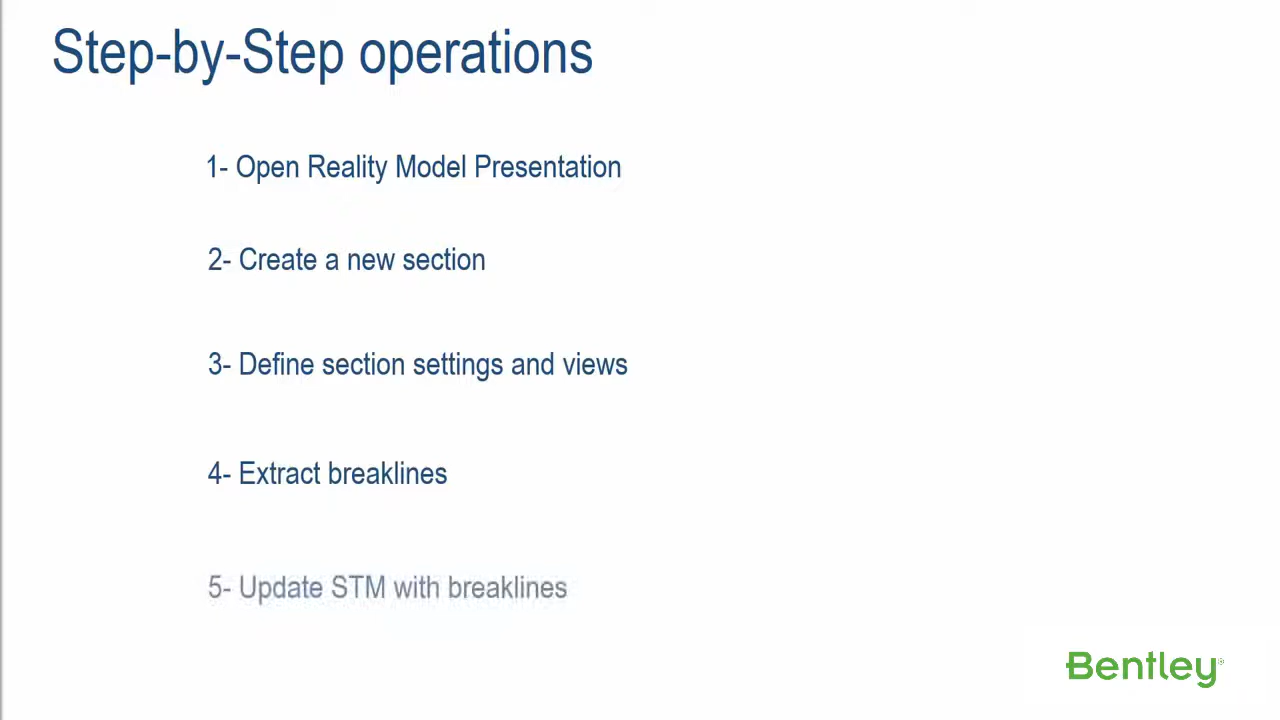 Step-by-Step operations
1- Open Reality Model Presentation
2- Create a new section
3- Define section settings and views
4- Extract breaklines
5- Update STM with breaklines
Bentley®